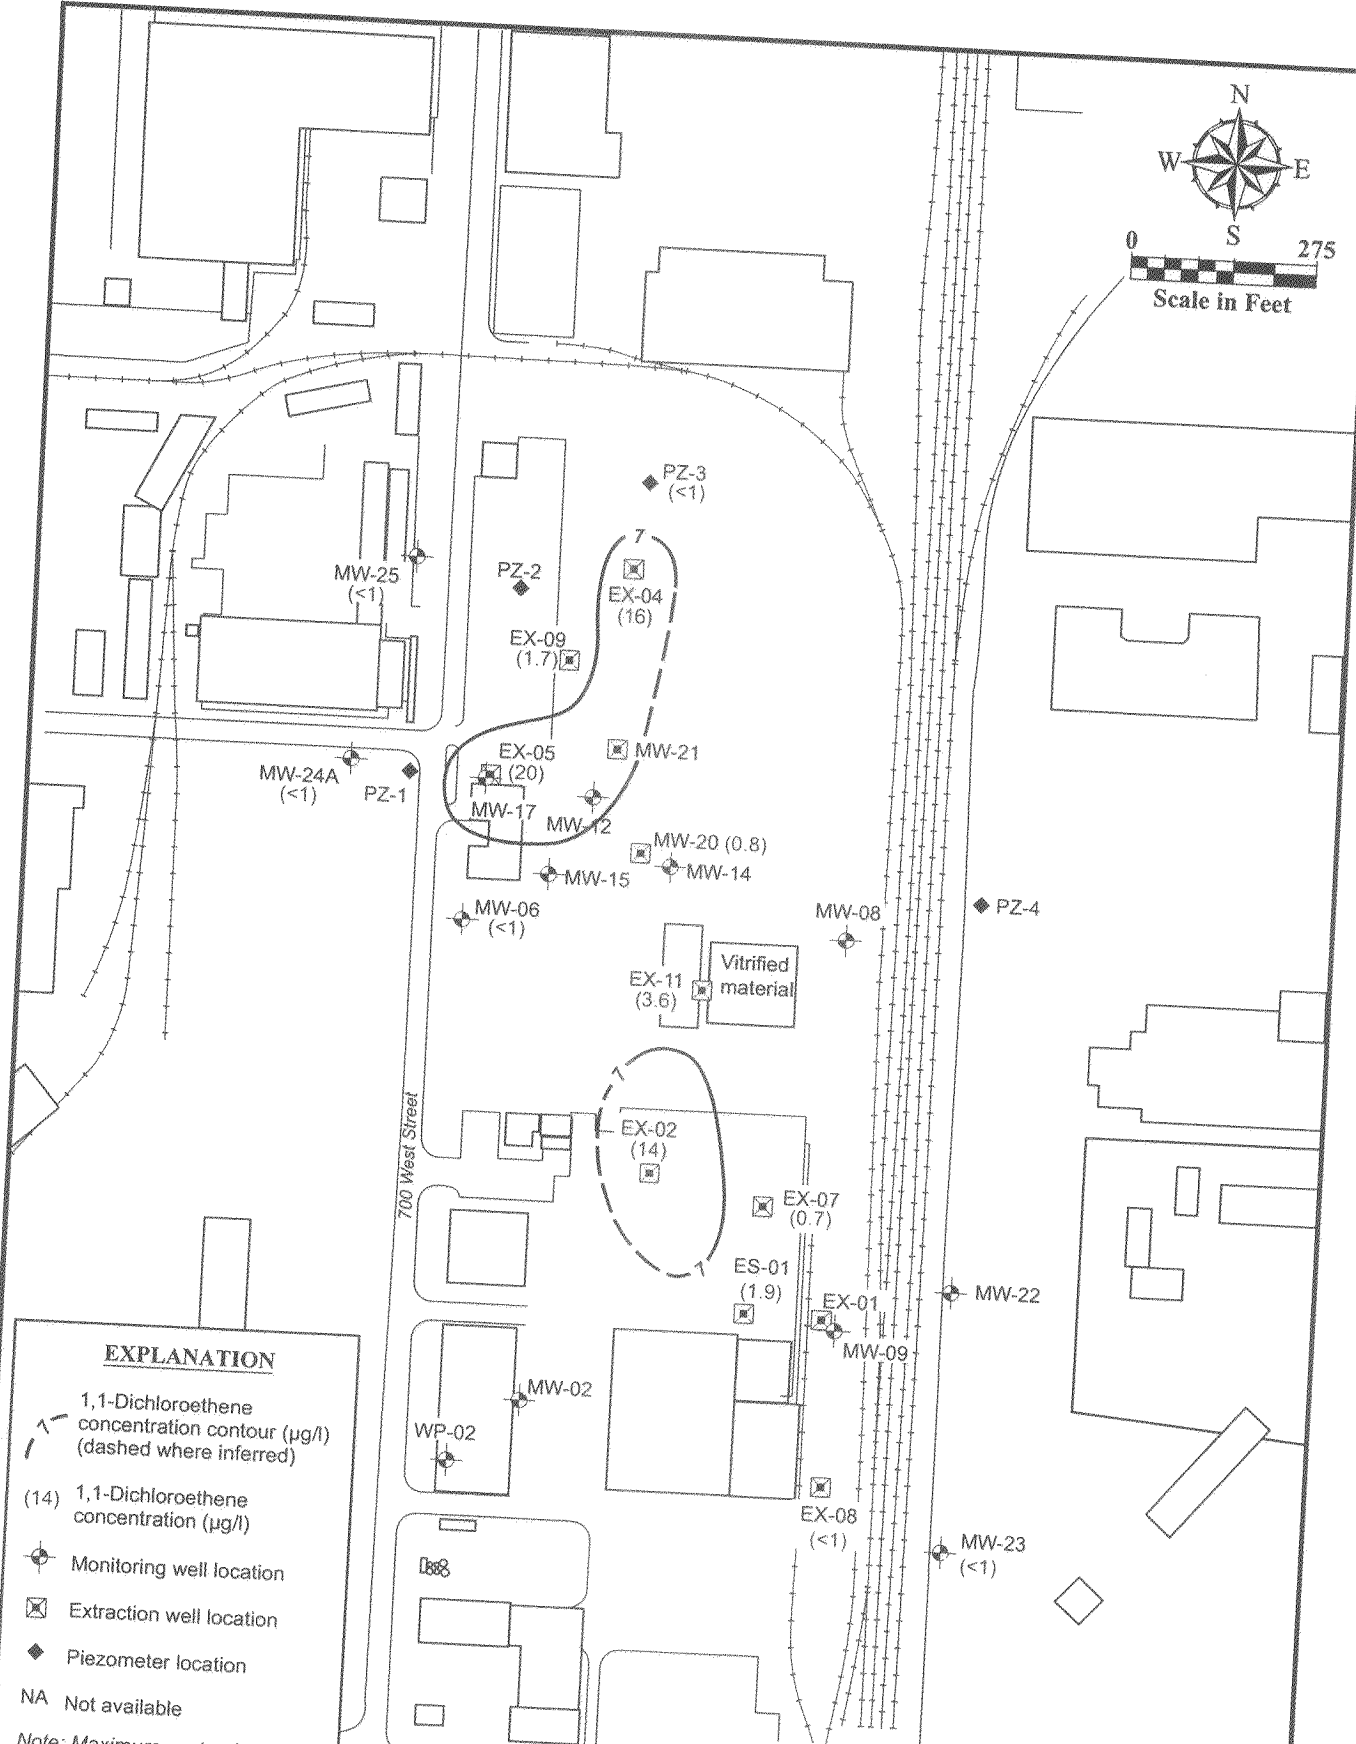 N
W E
S
0 275
Scale in Feet
PZ-3
(<1)
7
EX-04
(16)
MW-25
(<1)
PZ-2
EX-09
(1.7)
EX-05
(20)
MW-21
MW-24A
(<1)
PZ-1
MW-17
MW-12
MW-20 (0.8)
MW-14
MW-15
MW-06
(<1)
MW-08
PZ-4
Vitrified
material
EX-11
(3.6)
7
EX-02
(14)
700 West Street
EX-07
(0.7)
7
ES-01
(1.9)
EX-01
MW-22
MW-09
MW-02
WP-02
EX-08
(<1)
MW-23
(<1)
EXPLANATION
7
1,1-Dichloroethene
concentration contour (µg/l)
(dashed where inferred)
(14) 1,1-Dichloroethene
concentration (µg/l)
Monitoring well location
Extraction well location
Piezometer location
NA Not available
Note: